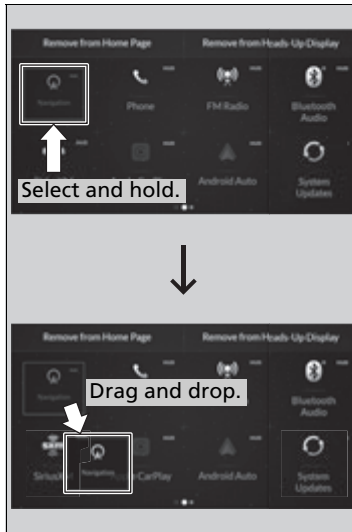 Remove from Home Page Remove from Heads-Up Display
Navigation Phone FM Radio Bluetooth
Audio
Select and hold.
Android Auto System
Updates
Remove from Home Page Remove from Heads-Up Display
Drag and drop.
Bluetooth
Audio
Navigation CarPlay Android Auto System
Updates